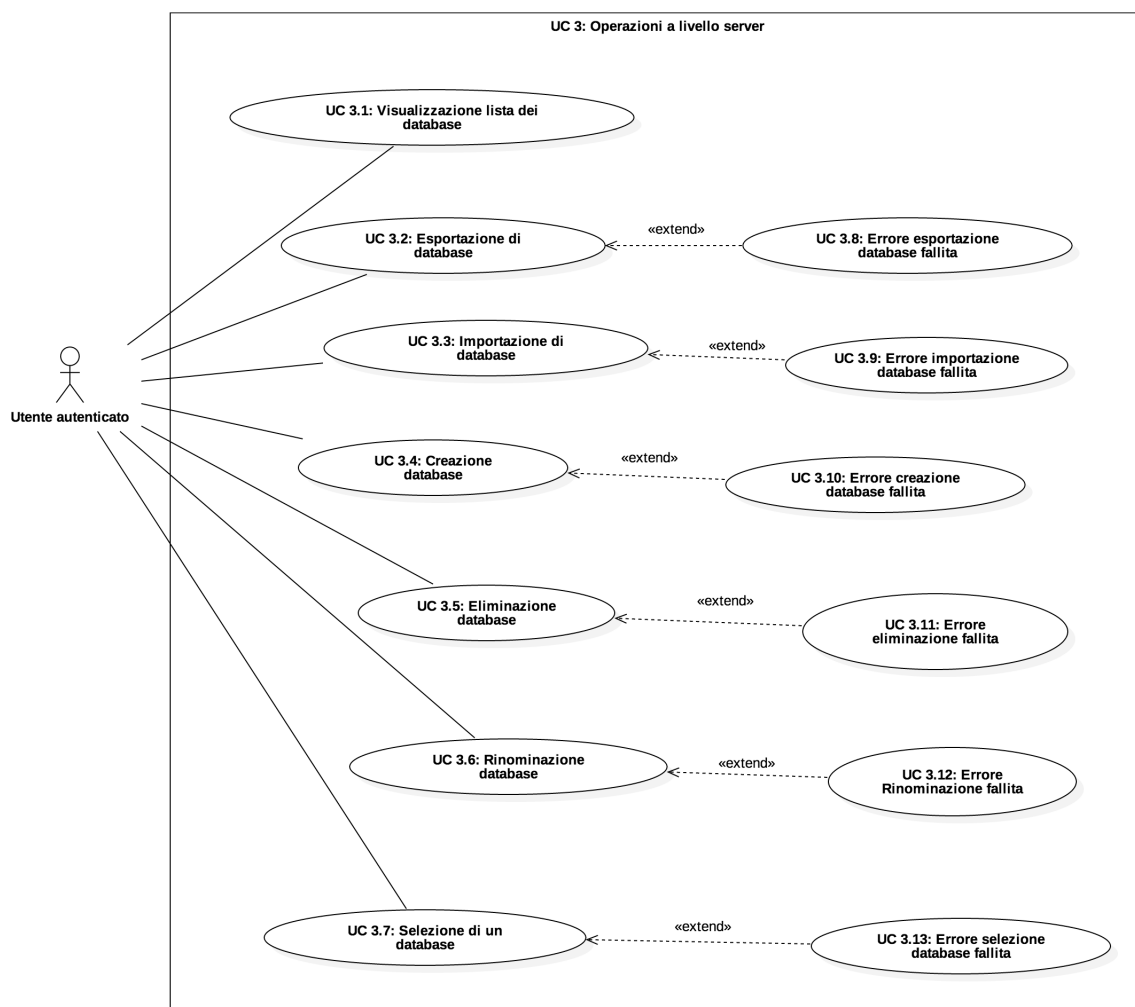 UC 3: Operazioni a livello server
UC 3.1: Visualizzazione lista dei
database
UC 3.2: Esportazione di
database
«extend»
UC 3.8: Errore esportazione
database fallita
UC 3.3: Importazione di
database
«extend»
UC 3.9: Errore importazione
database fallita
Utente autenticato
UC 3.4: Creazione
database
«extend»
UC 3.10: Errore creazione
database fallita
UC 3.5: Eliminazione
database
«extend»
UC 3.11: Errore
eliminazione fallita
UC 3.6: Rinominazione
database
«extend»
UC 3.12: Errore
Rinominazione fallita
UC 3.7: Selezione di un
database
«extend»
UC 3.13: Errore selezione
database fallita